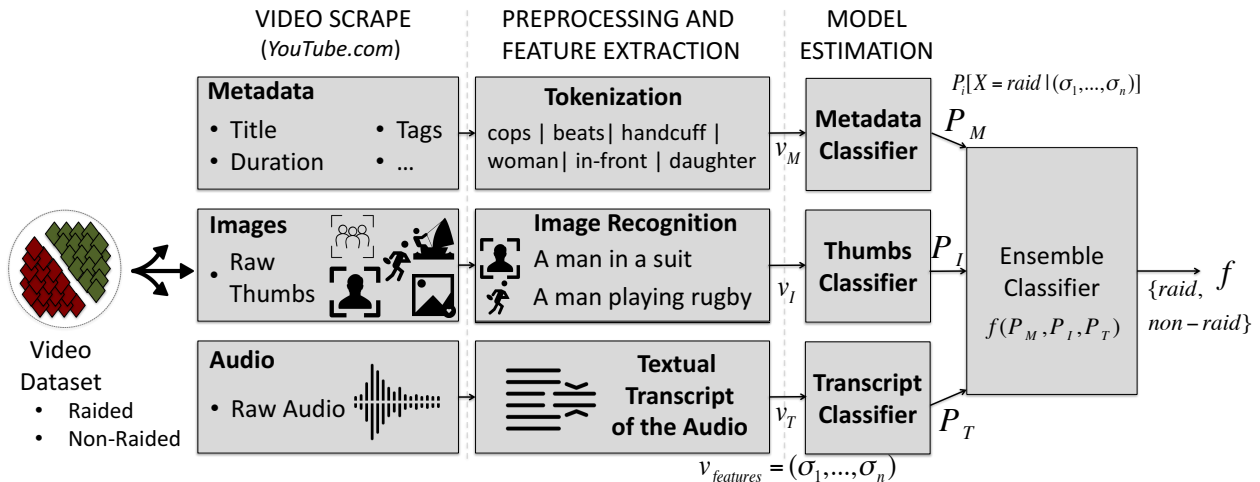 VIDEO SCRAPE
(YouTube.com)
PREPROCESSING AND
FEATURE EXTRACTION
MODEL
ESTIMATION
Metadata
• Title
• Duration
• Tags
• ...
Tokenization
cops | beats| handcuff |
woman| in-front | daughter
v_M
Metadata
Classifier
P_i[X = raid | (σ_1,...,σ_n)]
P_M
Images
• Raw
Thumbs
Image Recognition
A man in a suit
A man playing rugby
v_I
Thumbs
Classifier
P_I
Ensemble
Classifier
f(P_M, P_I, P_T)
f
{raid,
non – raid}
Video
Dataset
• Raided
• Non-Raided
Audio
• Raw Audio
Textual
Transcript
of the Audio
v_T
Transcript
Classifier
P_T
v_features = (σ_1,...,σ_n)